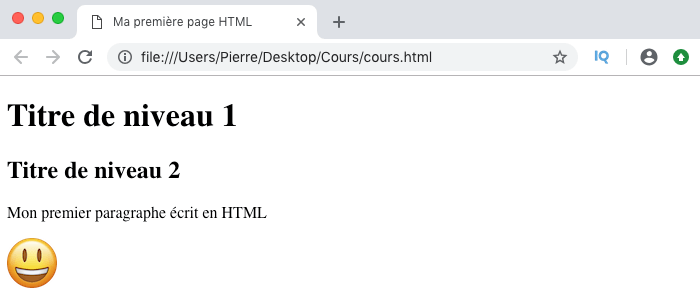 Ma première page HTML
file:///Users/Pierre/Desktop/Cours/cours.html
IQ
Titre de niveau 1
Titre de niveau 2
Mon premier paragraphe écrit en HTML